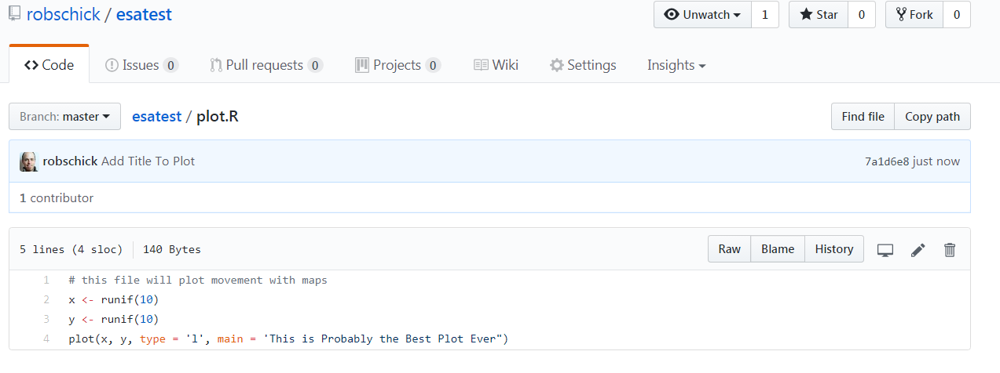 robschick / esatest
Unwatch 1 Star 0 Fork 0
Code Issues 0 Pull requests 0 Projects 0 Wiki Settings Insights
Branch: master esatest / plot.R Find file Copy path
robschick Add Title To Plot 7a1d6e8 just now
1 contributor
5 lines (4 sloc) 140 Bytes Raw Blame History
1 # this file will plot movement with maps
2 x <- runif(10)
3 y <- runif(10)
4 plot(x, y, type = 'l', main = 'This is Probably the Best Plot Ever")